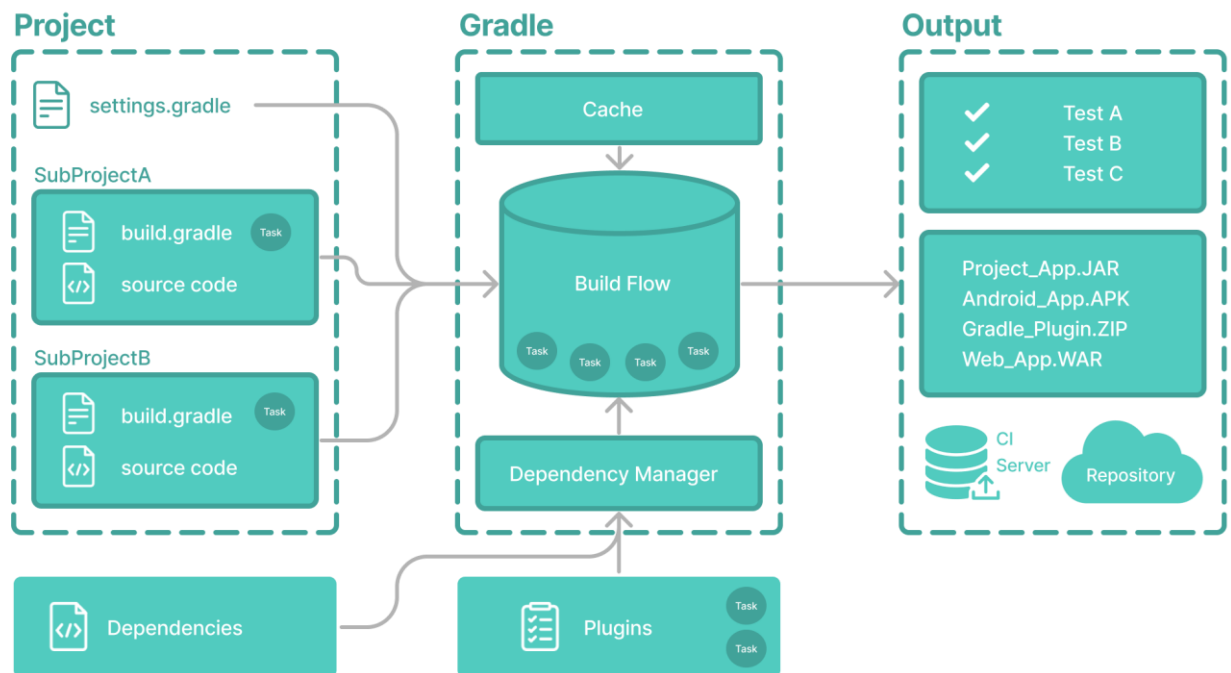 Project
settings.gradle
SubProjectA
build.gradle
Task
source code
SubProjectB
build.gradle
Task
source code
Dependencies
Gradle
Cache
Build Flow
Task
Task
Task
Task
Dependency Manager
Plugins
Task
Task
Output
Test A
Test B
Test C
Project_App.JAR
Android_App.APK
Gradle_Plugin.ZIP
Web_App.WAR
CI
Server
Repository